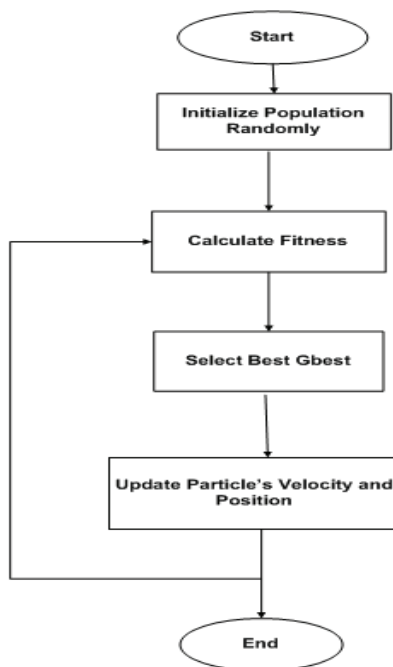 Start
Initialize Population
Randomly
Calculate Fitness
Select Best Gbest
Update Particle's Velocity and
Position
End